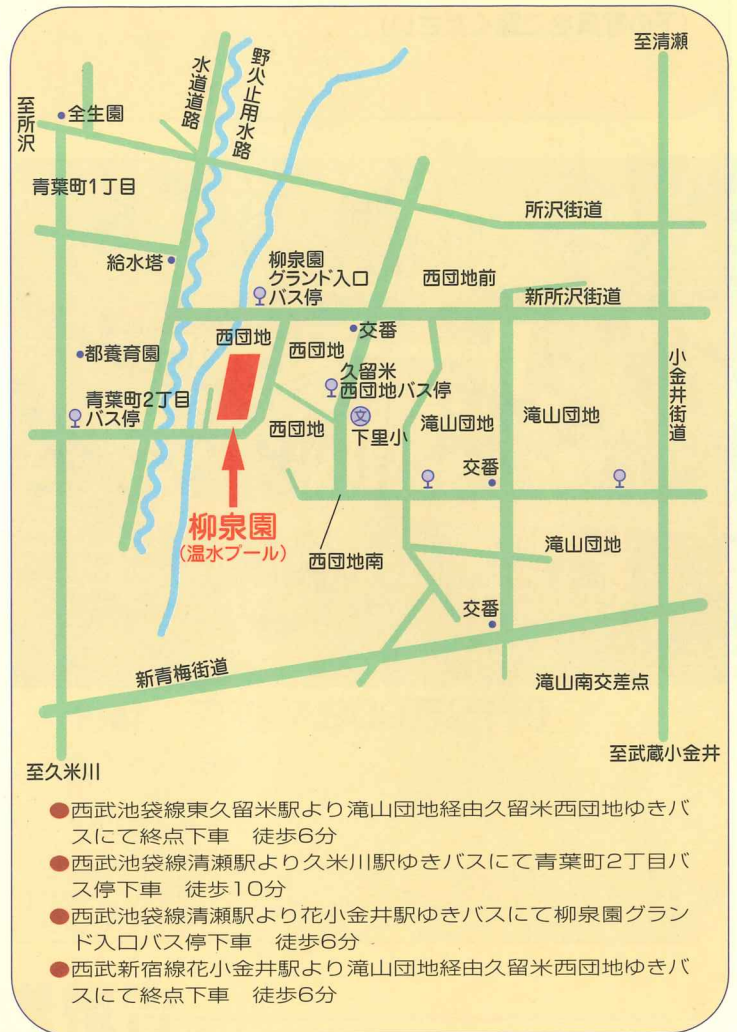 至清瀬
至所沢
全生園
水道道路
野火止用水路
青葉町1丁目
所沢街道
給水塔
柳泉園
グランド入口
バス停
西団地前
新所沢街道
西団地
西団地
交番
都養育園
久留米
西団地バス停
小金井街道
青葉町2丁目
バス停
西団地
文
下里小
滝山団地
滝山団地
交番
柳泉園
(温水プール)
西団地南
滝山団地
交番
新青梅街道
滝山南交差点
至久米川
至武蔵小金井
●西武池袋線東久留米駅より滝山団地経由久留米西団地ゆきバ
スにて終点下車 徒歩6分
●西武池袋線清瀬駅より久米川駅ゆきバスにて青葉町2丁目バ
ス停下車 徒歩10分
●西武池袋線清瀬駅より花小金井駅ゆきバスにて柳泉園グラン
ド入口バス停下車 徒歩6分
●西武新宿線花小金井駅より滝山団地経由久留米西団地ゆきバ
スにて終点下車 徒歩6分